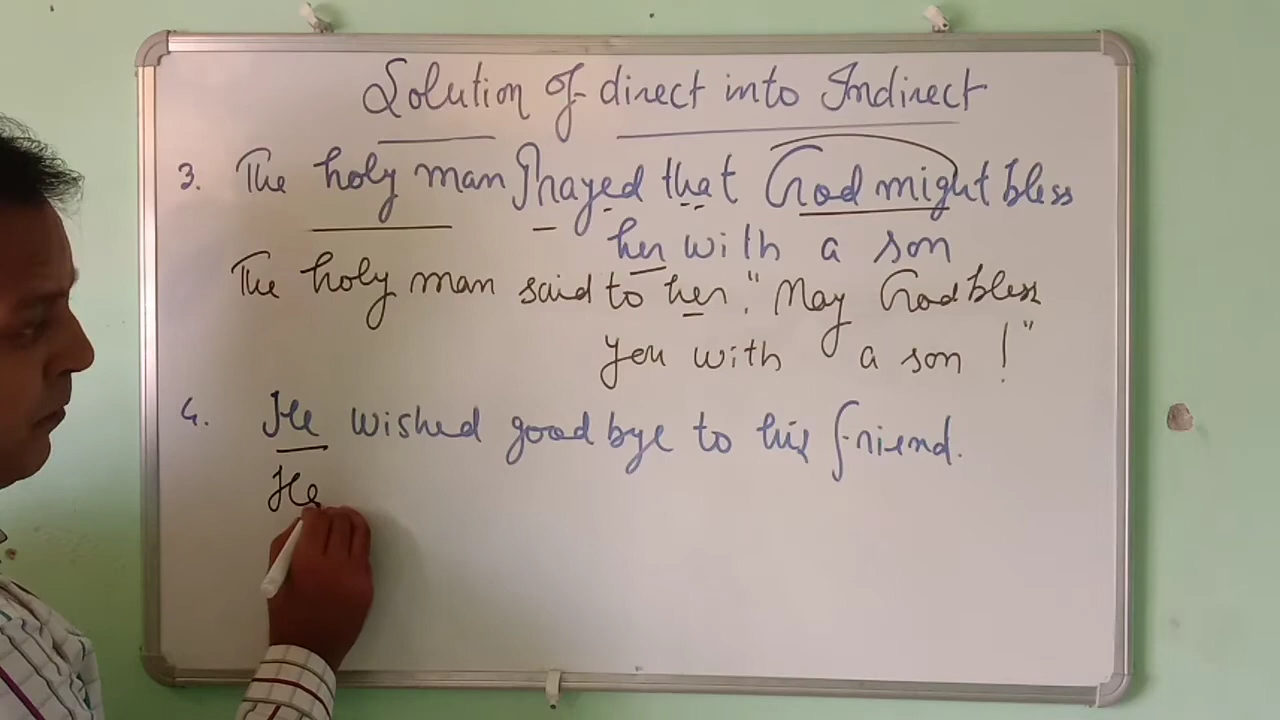 Solution of direct into Indirect
3. The holy man Prayed that God might bless
her with a son
The holy man said to her, "May God bless
you with a son!"
4. He wished good bye to his friend.
He